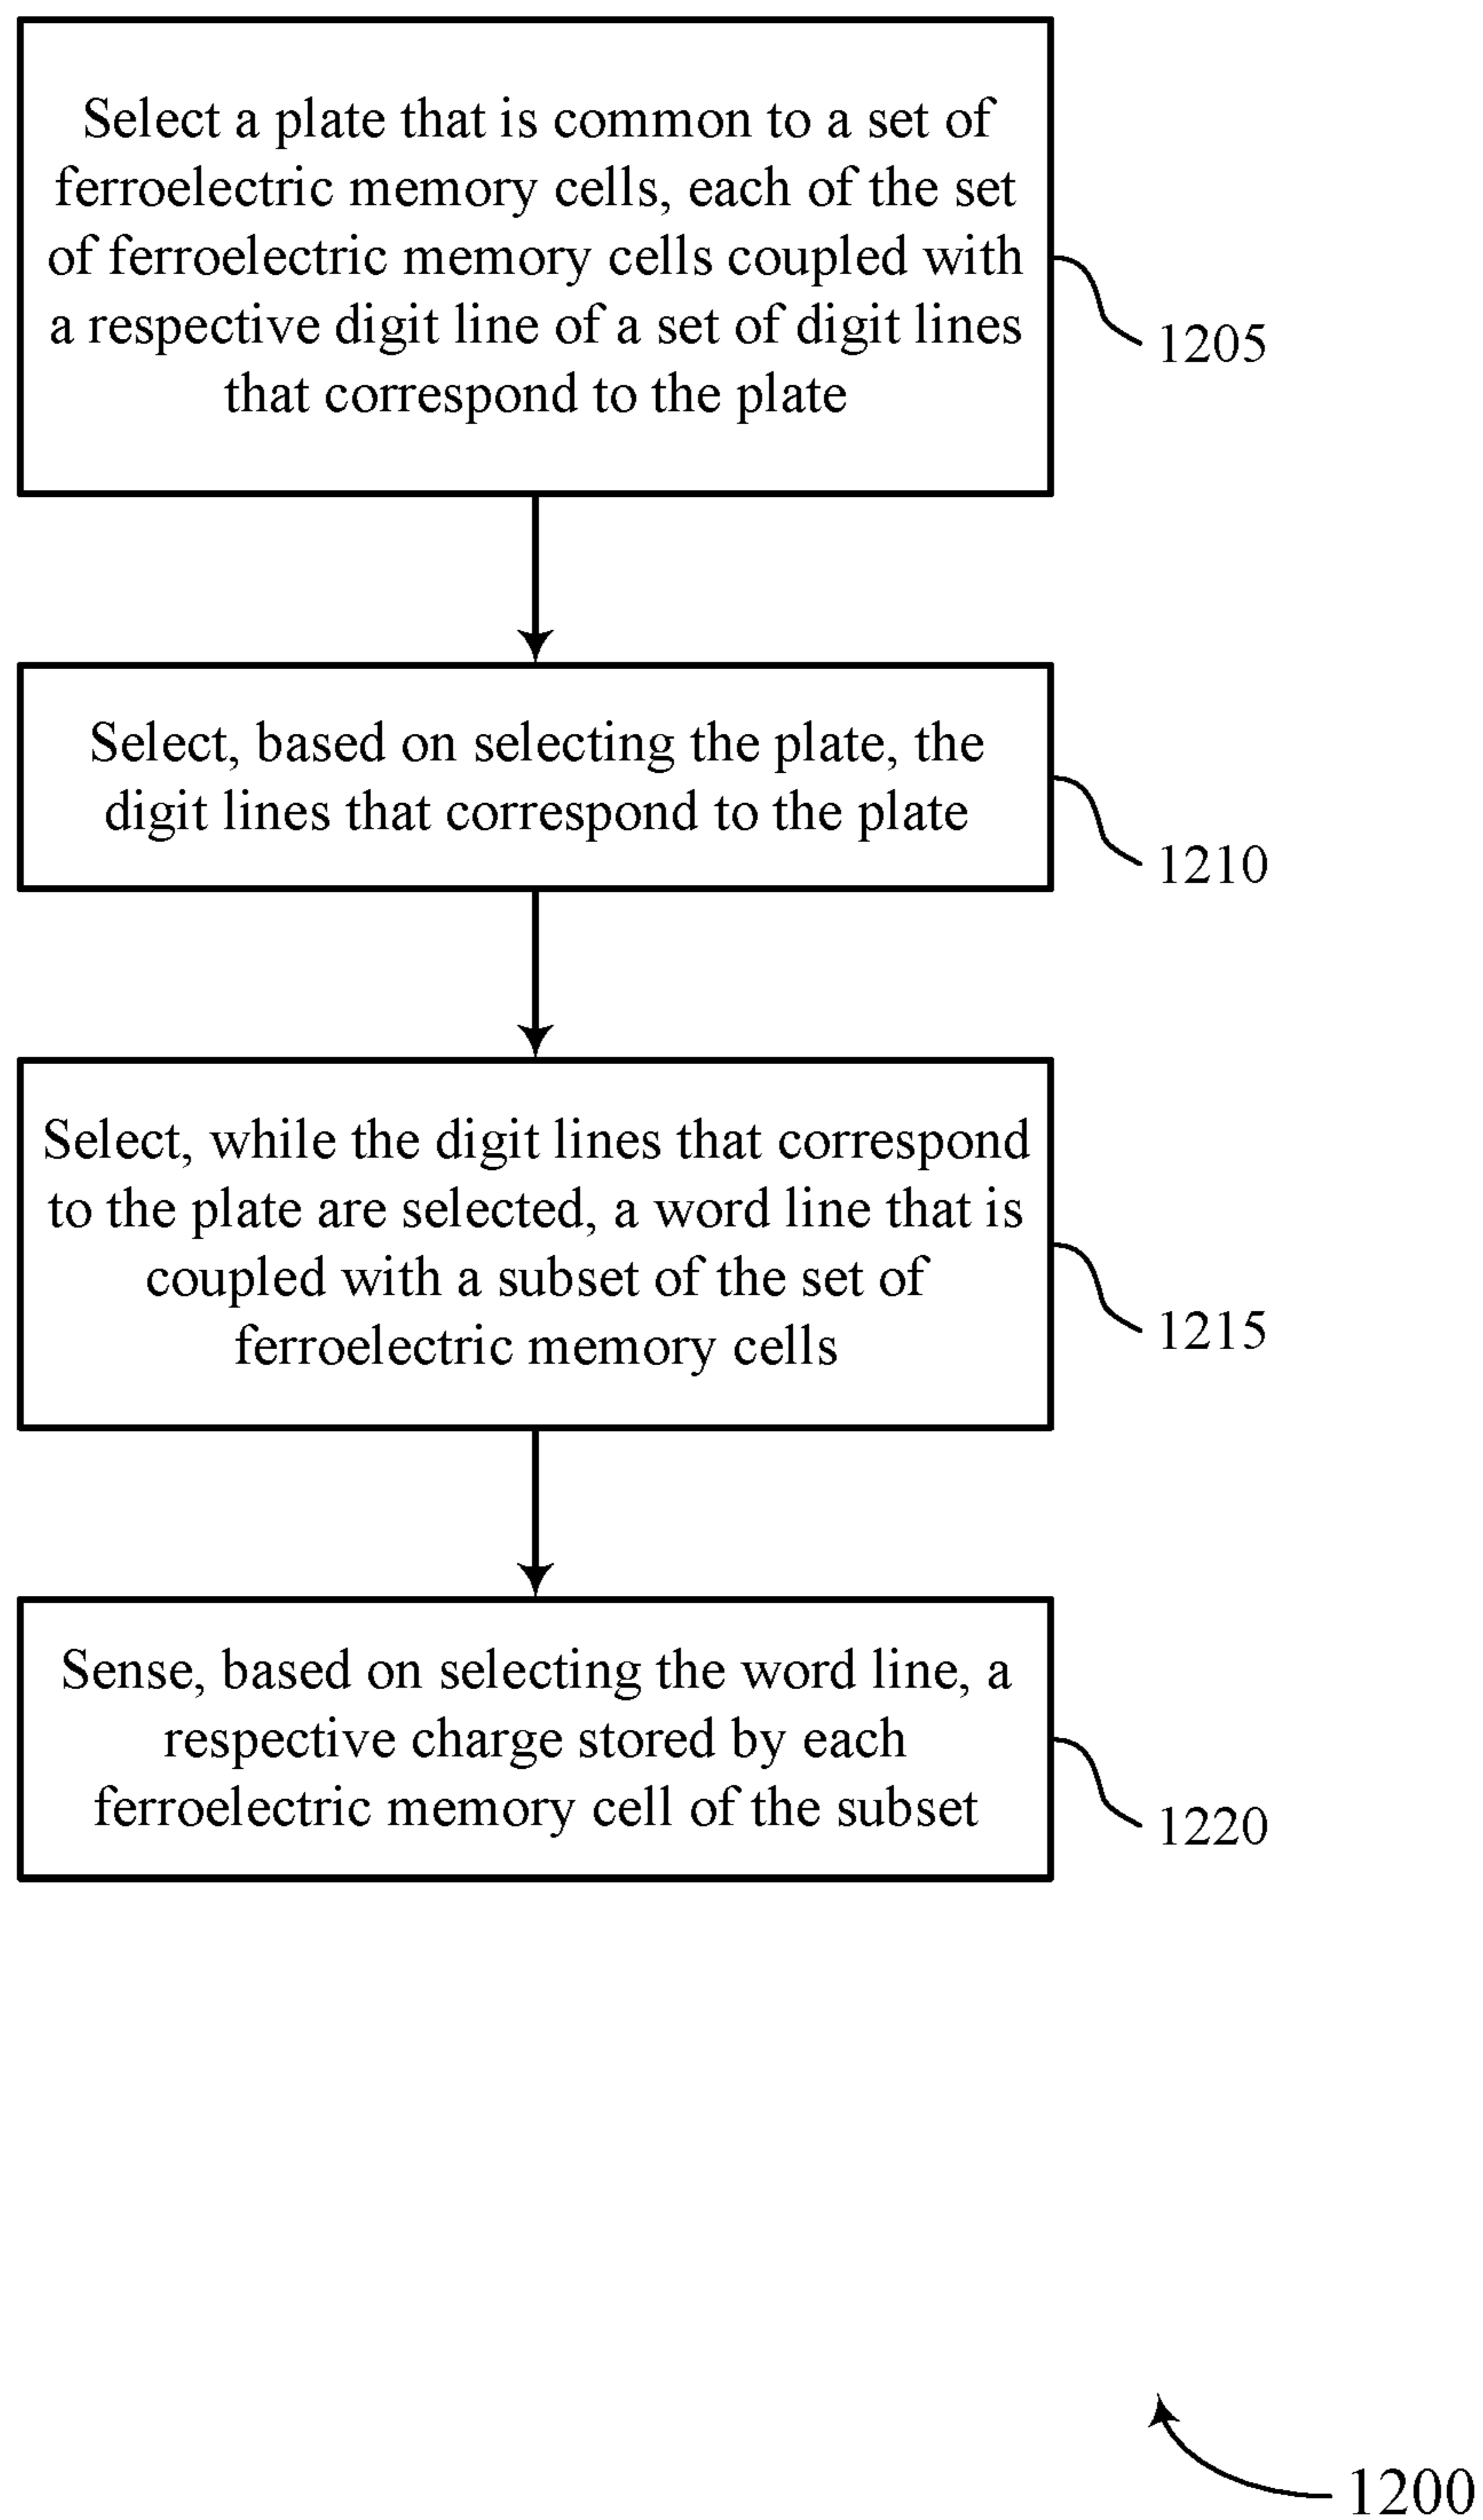 Select a plate that is common to a set of
ferroelectric memory cells, each of the set
of ferroelectric memory cells coupled with
a respective digit line of a set of digit lines
that correspond to the plate
1205
Select, based on selecting the plate, the
digit lines that correspond to the plate
1210
Select, while the digit lines that correspond
to the plate are selected, a word line that is
coupled with a subset of the set of
ferroelectric memory cells
1215
Sense, based on selecting the word line, a
respective charge stored by each
ferroelectric memory cell of the subset
1220
1200